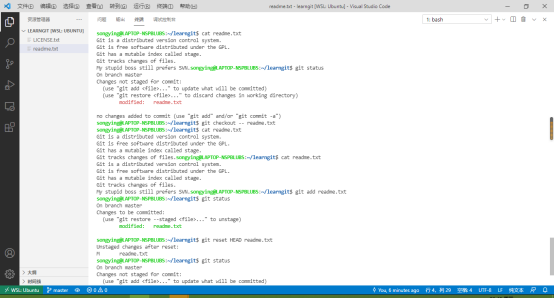 文件(F) 编辑(E) 选择(S) 查看(V) 转到(G) 运行(R) 终端(T) 帮助(H)
readme.txt - learngit [WSL: Ubuntu] - Visual Studio Code
资源管理器
问题 输出 终端 调试控制台
bash
LEARNGIT [WSL: UBUNTU]
LICENSE.txt
readme.txt
songying@LAPTOP-NSPBLUBS:~/learngit$ cat readme.txt
Git is a distributed version control system.
Git is free software distributed under the GPL.
Git has a mutable index called stage.
Git tracks changes of files.
My stupid boss still prefers SVN.songying@LAPTOP-NSPBLUBS:~/learngit$ git status
On branch master
Changes not staged for commit:
(use "git add <file>..." to update what will be committed)
(use "git restore <file>..." to discard changes in working directory)
modified: readme.txt
no changes added to commit (use "git add" and/or "git commit -a")
songying@LAPTOP-NSPBLUBS:~/learngit$ git checkout -- readme.txt
songying@LAPTOP-NSPBLUBS:~/learngit$ cat readme.txt
Git is a distributed version control system.
Git is free software distributed under the GPL.
Git has a mutable index called stage.
Git tracks changes of files.songying@LAPTOP-NSPBLUBS:~/learngit$ cat readme.txt
Git is a distributed version control system.
Git is free software distributed under the GPL.
Git has a mutable index called stage.
Git tracks changes of files.
My stupid boss still prefers SVN.songying@LAPTOP-NSPBLUBS:~/learngit$ git add readme.txt
songying@LAPTOP-NSPBLUBS:~/learngit$ git status
On branch master
Changes to be committed:
(use "git restore --staged <file>..." to unstage)
modified: readme.txt
songying@LAPTOP-NSPBLUBS:~/learngit$ git reset HEAD readme.txt
Unstaged changes after reset:
M readme.txt
songying@LAPTOP-NSPBLUBS:~/learngit$ git status
On branch master
Changes not staged for commit:
(use "git add <file>..." to update what will be committed)
大纲
时间线
WSL: Ubuntu
master
0 0
You, 8 minutes ago
行 4, 列 29
空格: 4
UTF-8
LF
纯文本